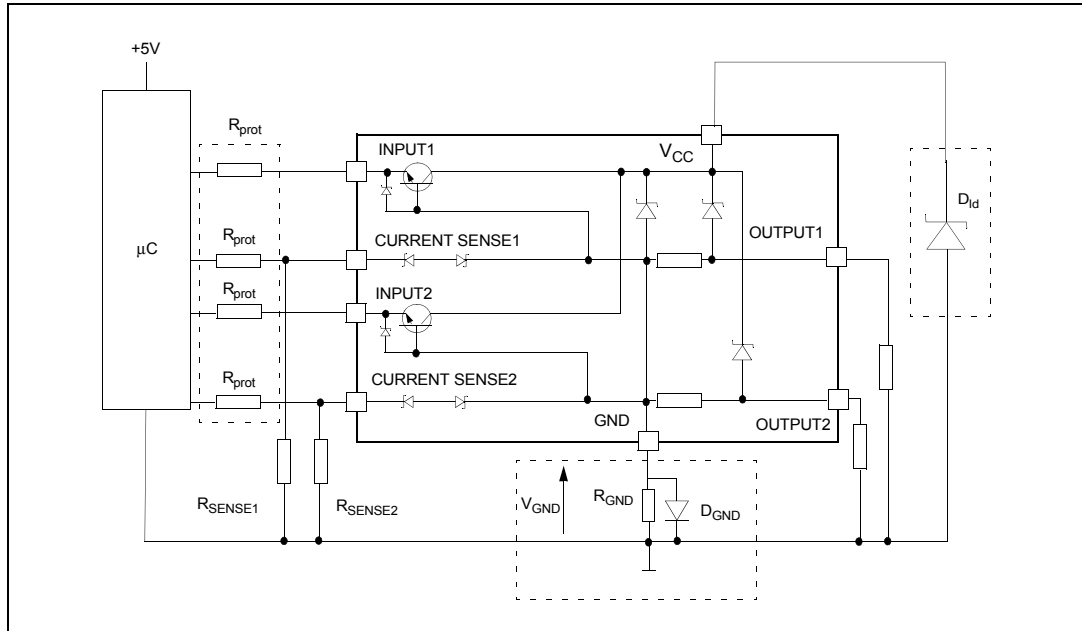 +5V
R_prot
INPUT1
V_CC
D_ld
μC
R_prot
CURRENT SENSE1
OUTPUT1
R_prot
INPUT2
R_prot
CURRENT SENSE2
GND
OUTPUT2
R_SENSE1
R_SENSE2
V_GND
R_GND
D_GND